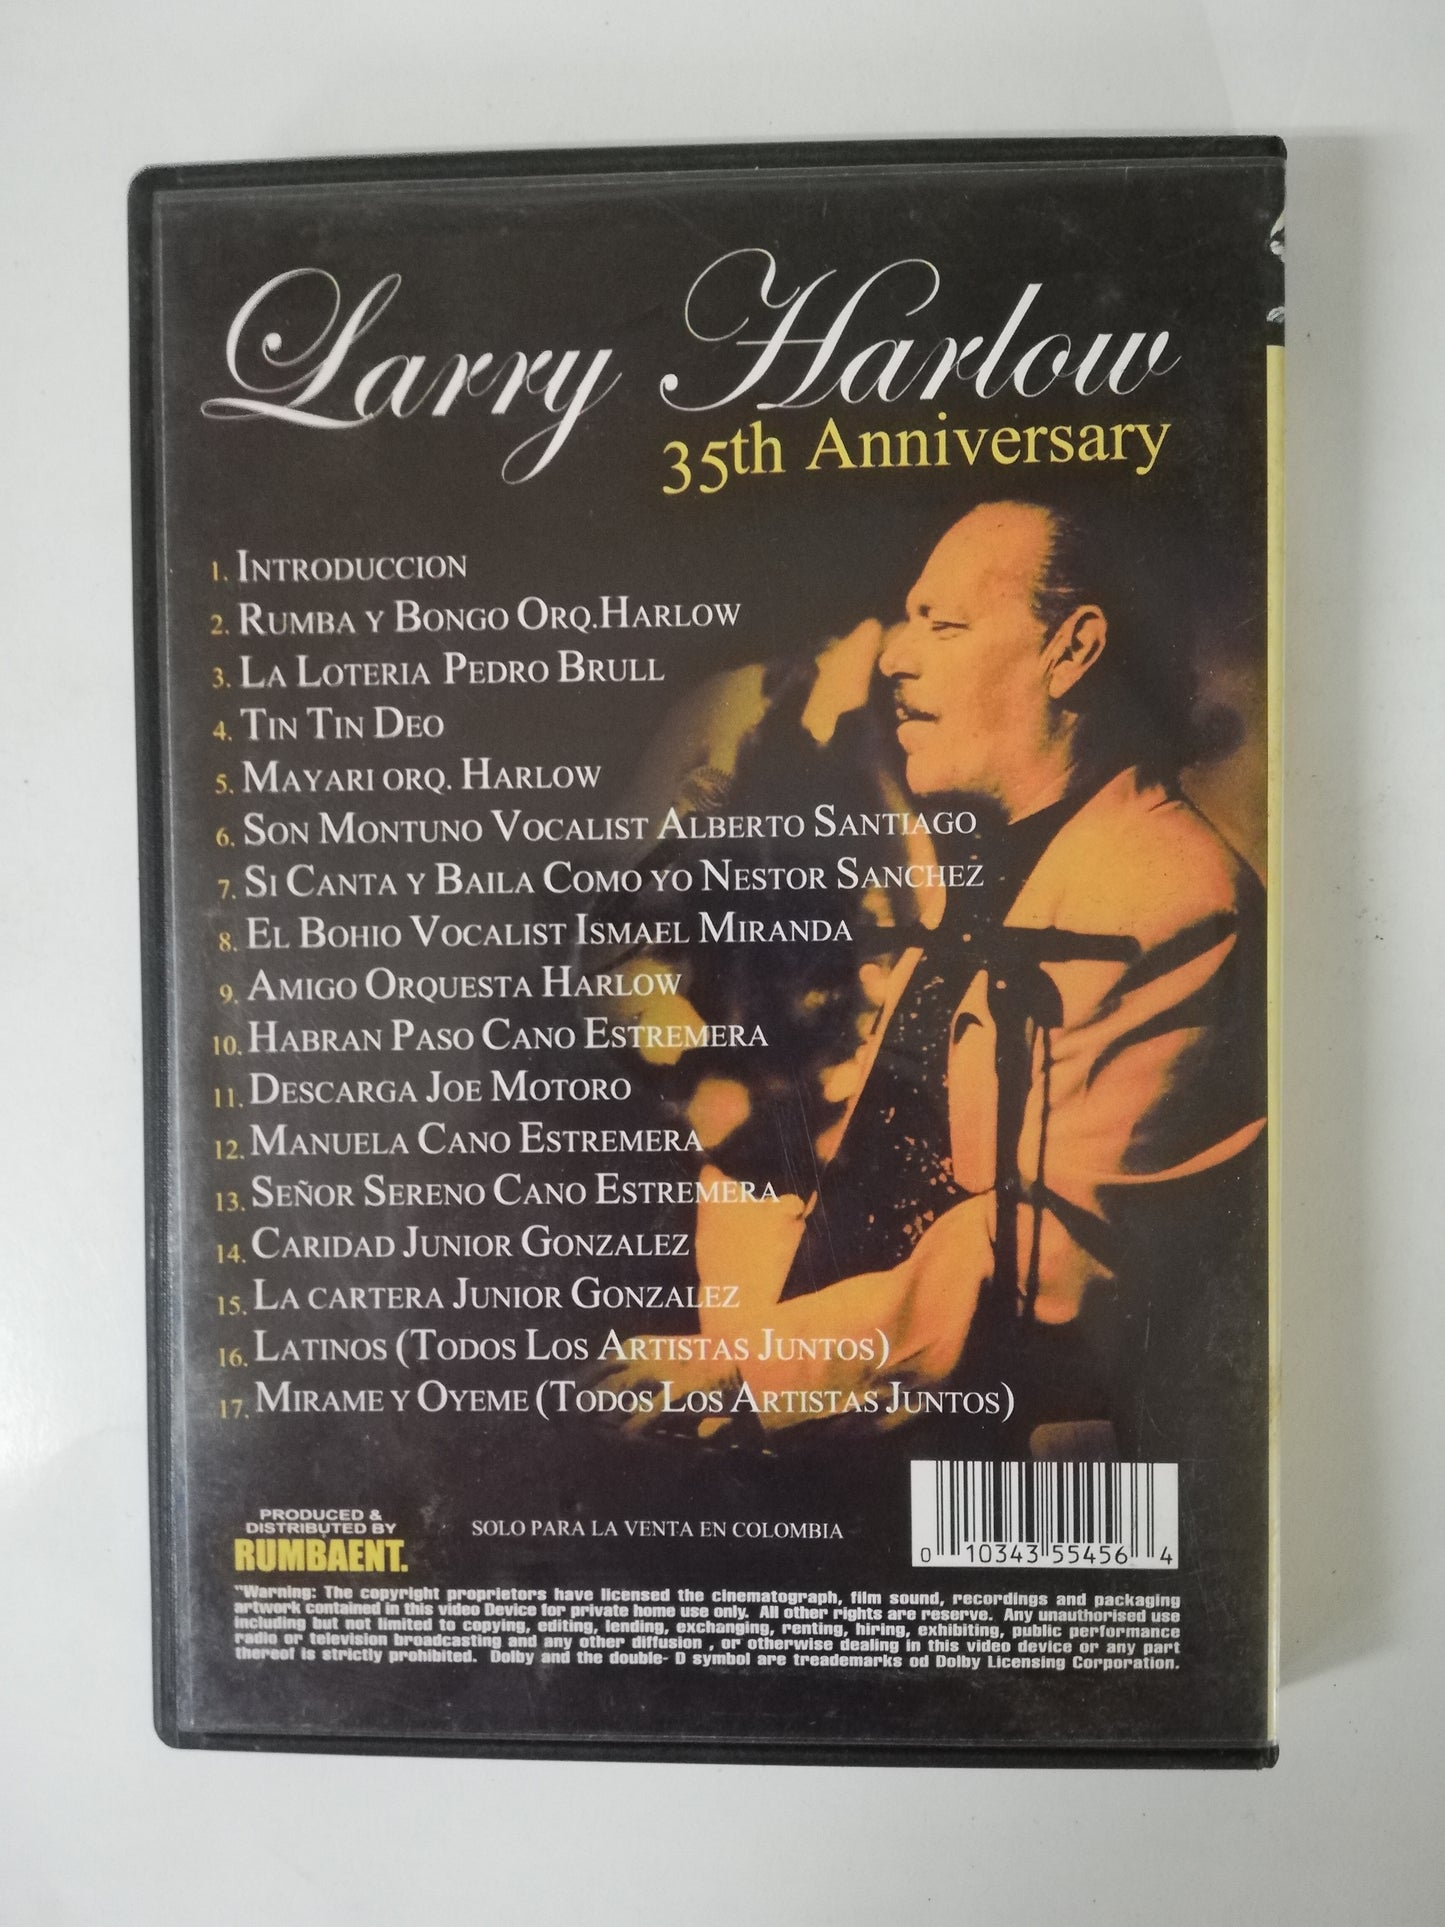 Larry Harlow
35th Anniversary
1. INTRODUCCION
2. RUMBA Y BONGO ORQ.HARLOW
3. LA LOTERIA PEDRO BRULL
4. TIN TIN DEO
5. MAYARI ORQ. HARLOW
6. SON MONTUNO VOCALIST ALBERTO SANTIAGO
7. SI CANTA Y BAILA COMO YO NESTOR SANCHEZ
8. EL BOHIO VOCALIST ISMAEL MIRANDA
9. AMIGO ORQUESTA HARLOW
10. HABRAN PASO CANO ESTREMERA
11. DESCARGA JOE MOTORO
12. MANUELA CANO ESTREMERA
13. SEÑOR SERENO CANO ESTREMERA
14. CARIDAD JUNIOR GONZALEZ
15. LA CARTERA JUNIOR GONZALEZ
16. LATINOS (TODOS LOS ARTISTAS JUNTOS)
17. MIRAME Y OYEME (TODOS LOS ARTISTAS JUNTOS)
PRODUCED &
DISTRIBUTED BY
RUMBAENT.
SOLO PARA LA VENTA EN COLOMBIA
0 10343 55456 4
"Warning: The copyright proprietors have licensed the cinematograph, film sound, recordings and packaging
artwork contained in this video Device for private home use only. All other rights are reserve. Any unauthorised use
including but not limited to copying, editing, lending, exchanging, renting, hiring, exhibiting, public performance
radio or television broadcasting and any other diffusion , or otherwise dealing in this video device or any part
thereof is strictly prohibited. Dolby and the double- D symbol are treademarks od Dolby Licensing Corporation.